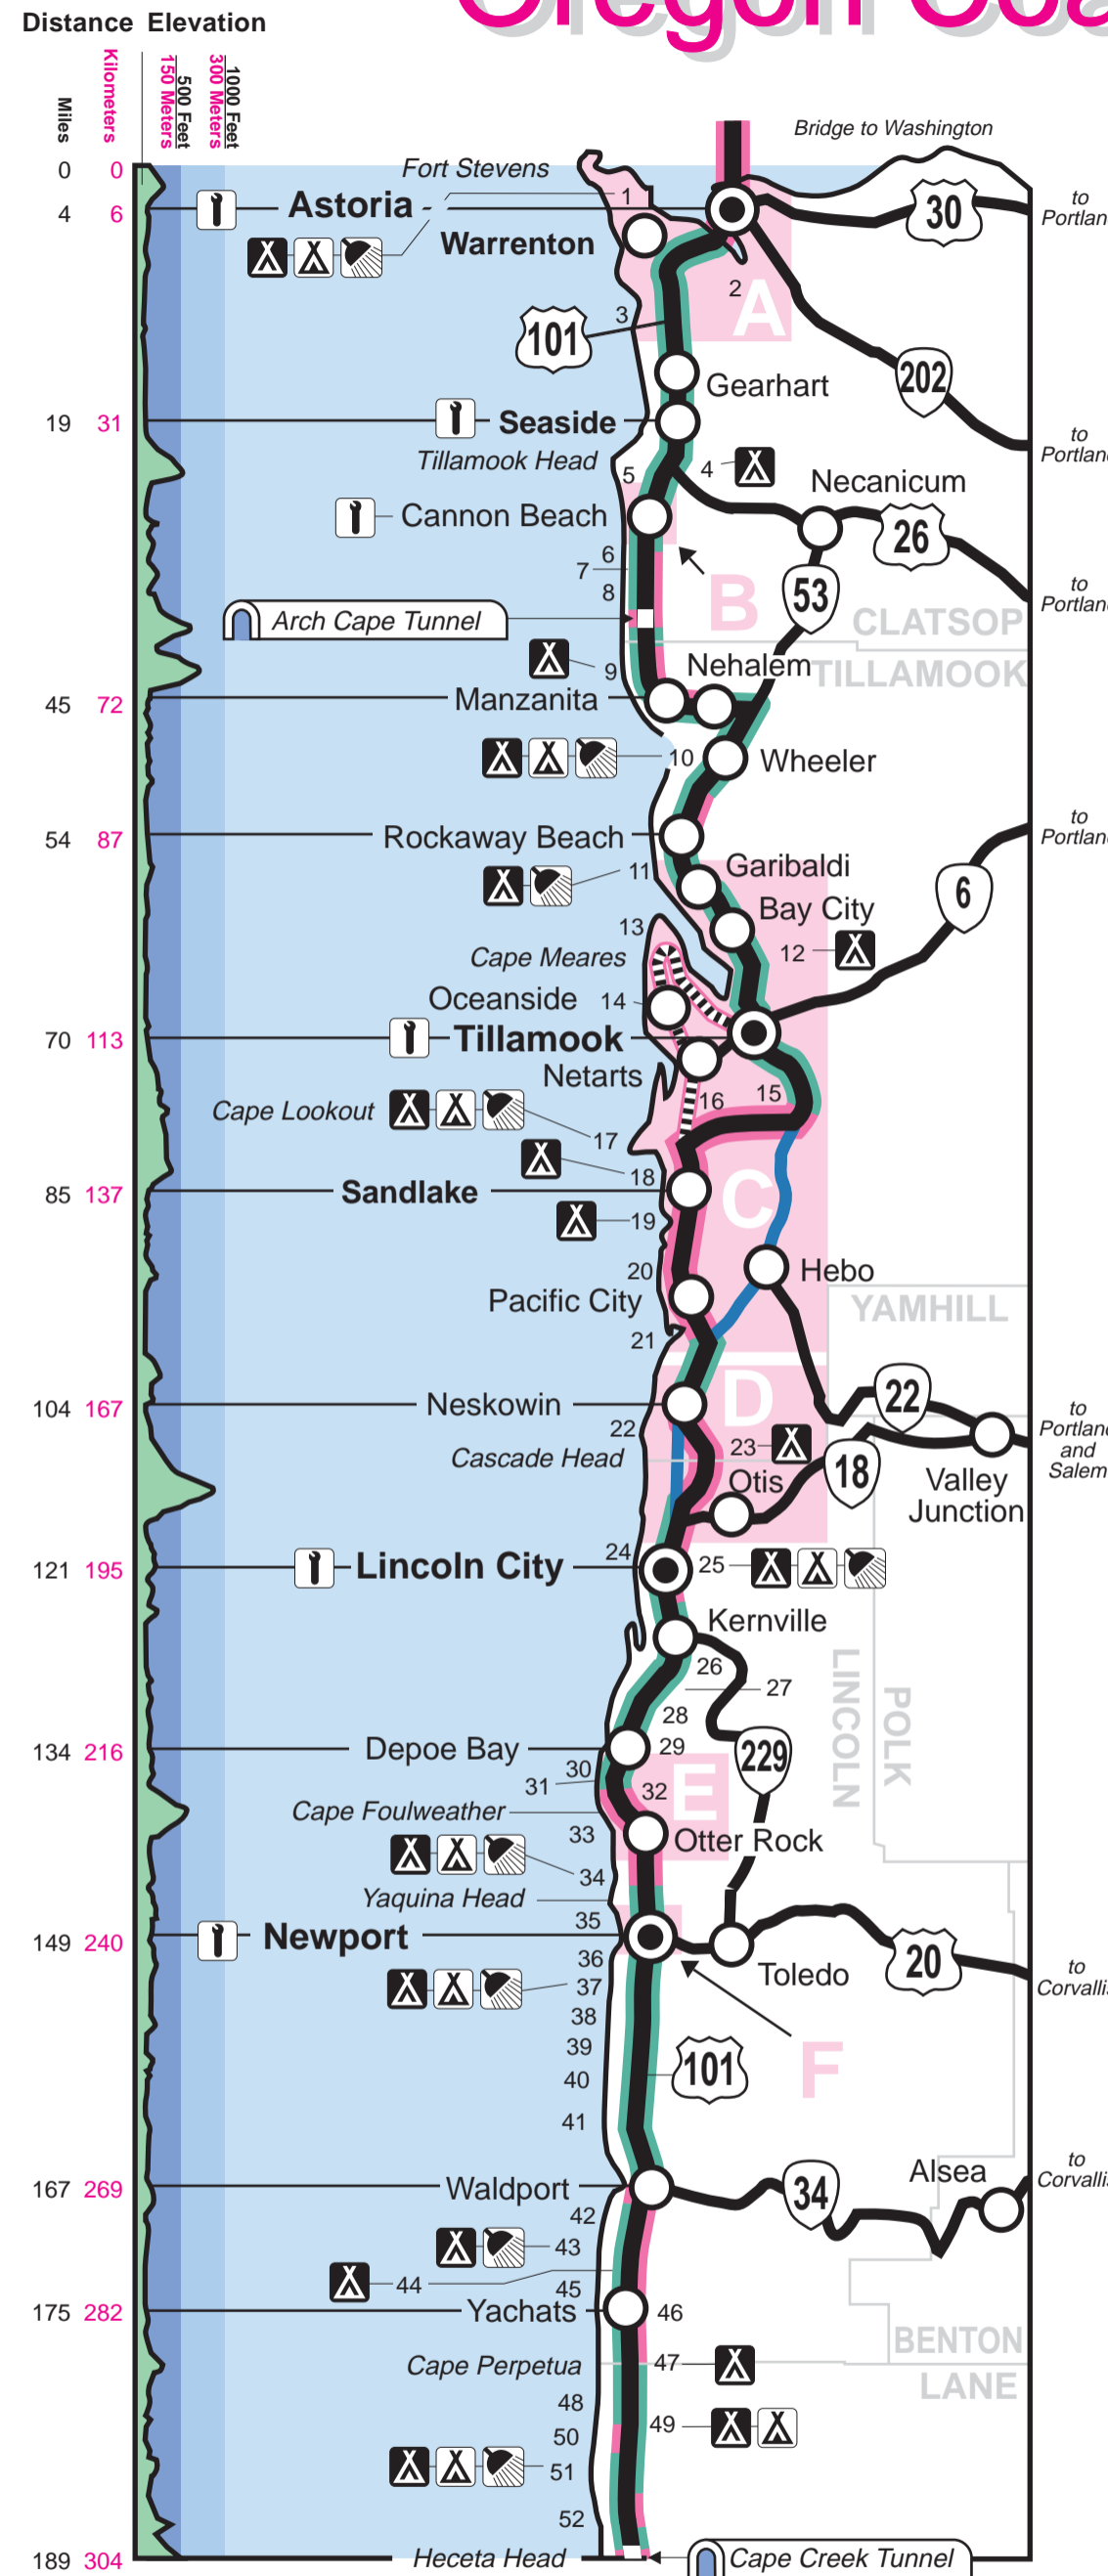 Oregon Coa
Distance Elevation
Miles
Kilometers
500 Feet
150 Meters
1000 Feet
300 Meters
Bridge to Washington
0 0
Fort Stevens
1
30
to
Portlan
4 6
Astoria
Warrenton
2
A
3
101
202
Gearhart
19 31
Seaside
to
Portlan
Tillamook Head
5
4
Necanicum
Cannon Beach
26
6
7
8
B
53
to
Portlan
Arch Cape Tunnel
CLATSOP
9
Nehalem
TILLAMOOK
45 72
Manzanita
10
Wheeler
54 87
Rockaway Beach
to
Portlan
11
Garibaldi
6
Bay City
13
12
Cape Meares
Oceanside
14
70 113
Tillamook
Netarts
15
16
Cape Lookout
17
18
85 137
Sandlake
C
19
20
Hebo
Pacific City
YAMHILL
21
104 167
Neskowin
D
22
to
Portland
and
Salem
22
Cascade Head
23
18
Otis
Valley
Junction
121 195
Lincoln City
24
25
Kernville
26
27
28
LINCOLN
POLK
134 216
Depoe Bay
29
229
30
31
32
E
Cape Foulweather
33
Otter Rock
34
Yaquina Head
35
149 240
Newport
36
20
37
Toledo
to
Corvallis
38
39
40
101
F
41
167 269
Waldport
34
Alsea
to
Corvallis
42
43
44
45
175 282
Yachats
46
BENTON
Cape Perpetua
47
LANE
48
49
50
51
52
189 304
Heceta Head
Cape Creek Tunnel